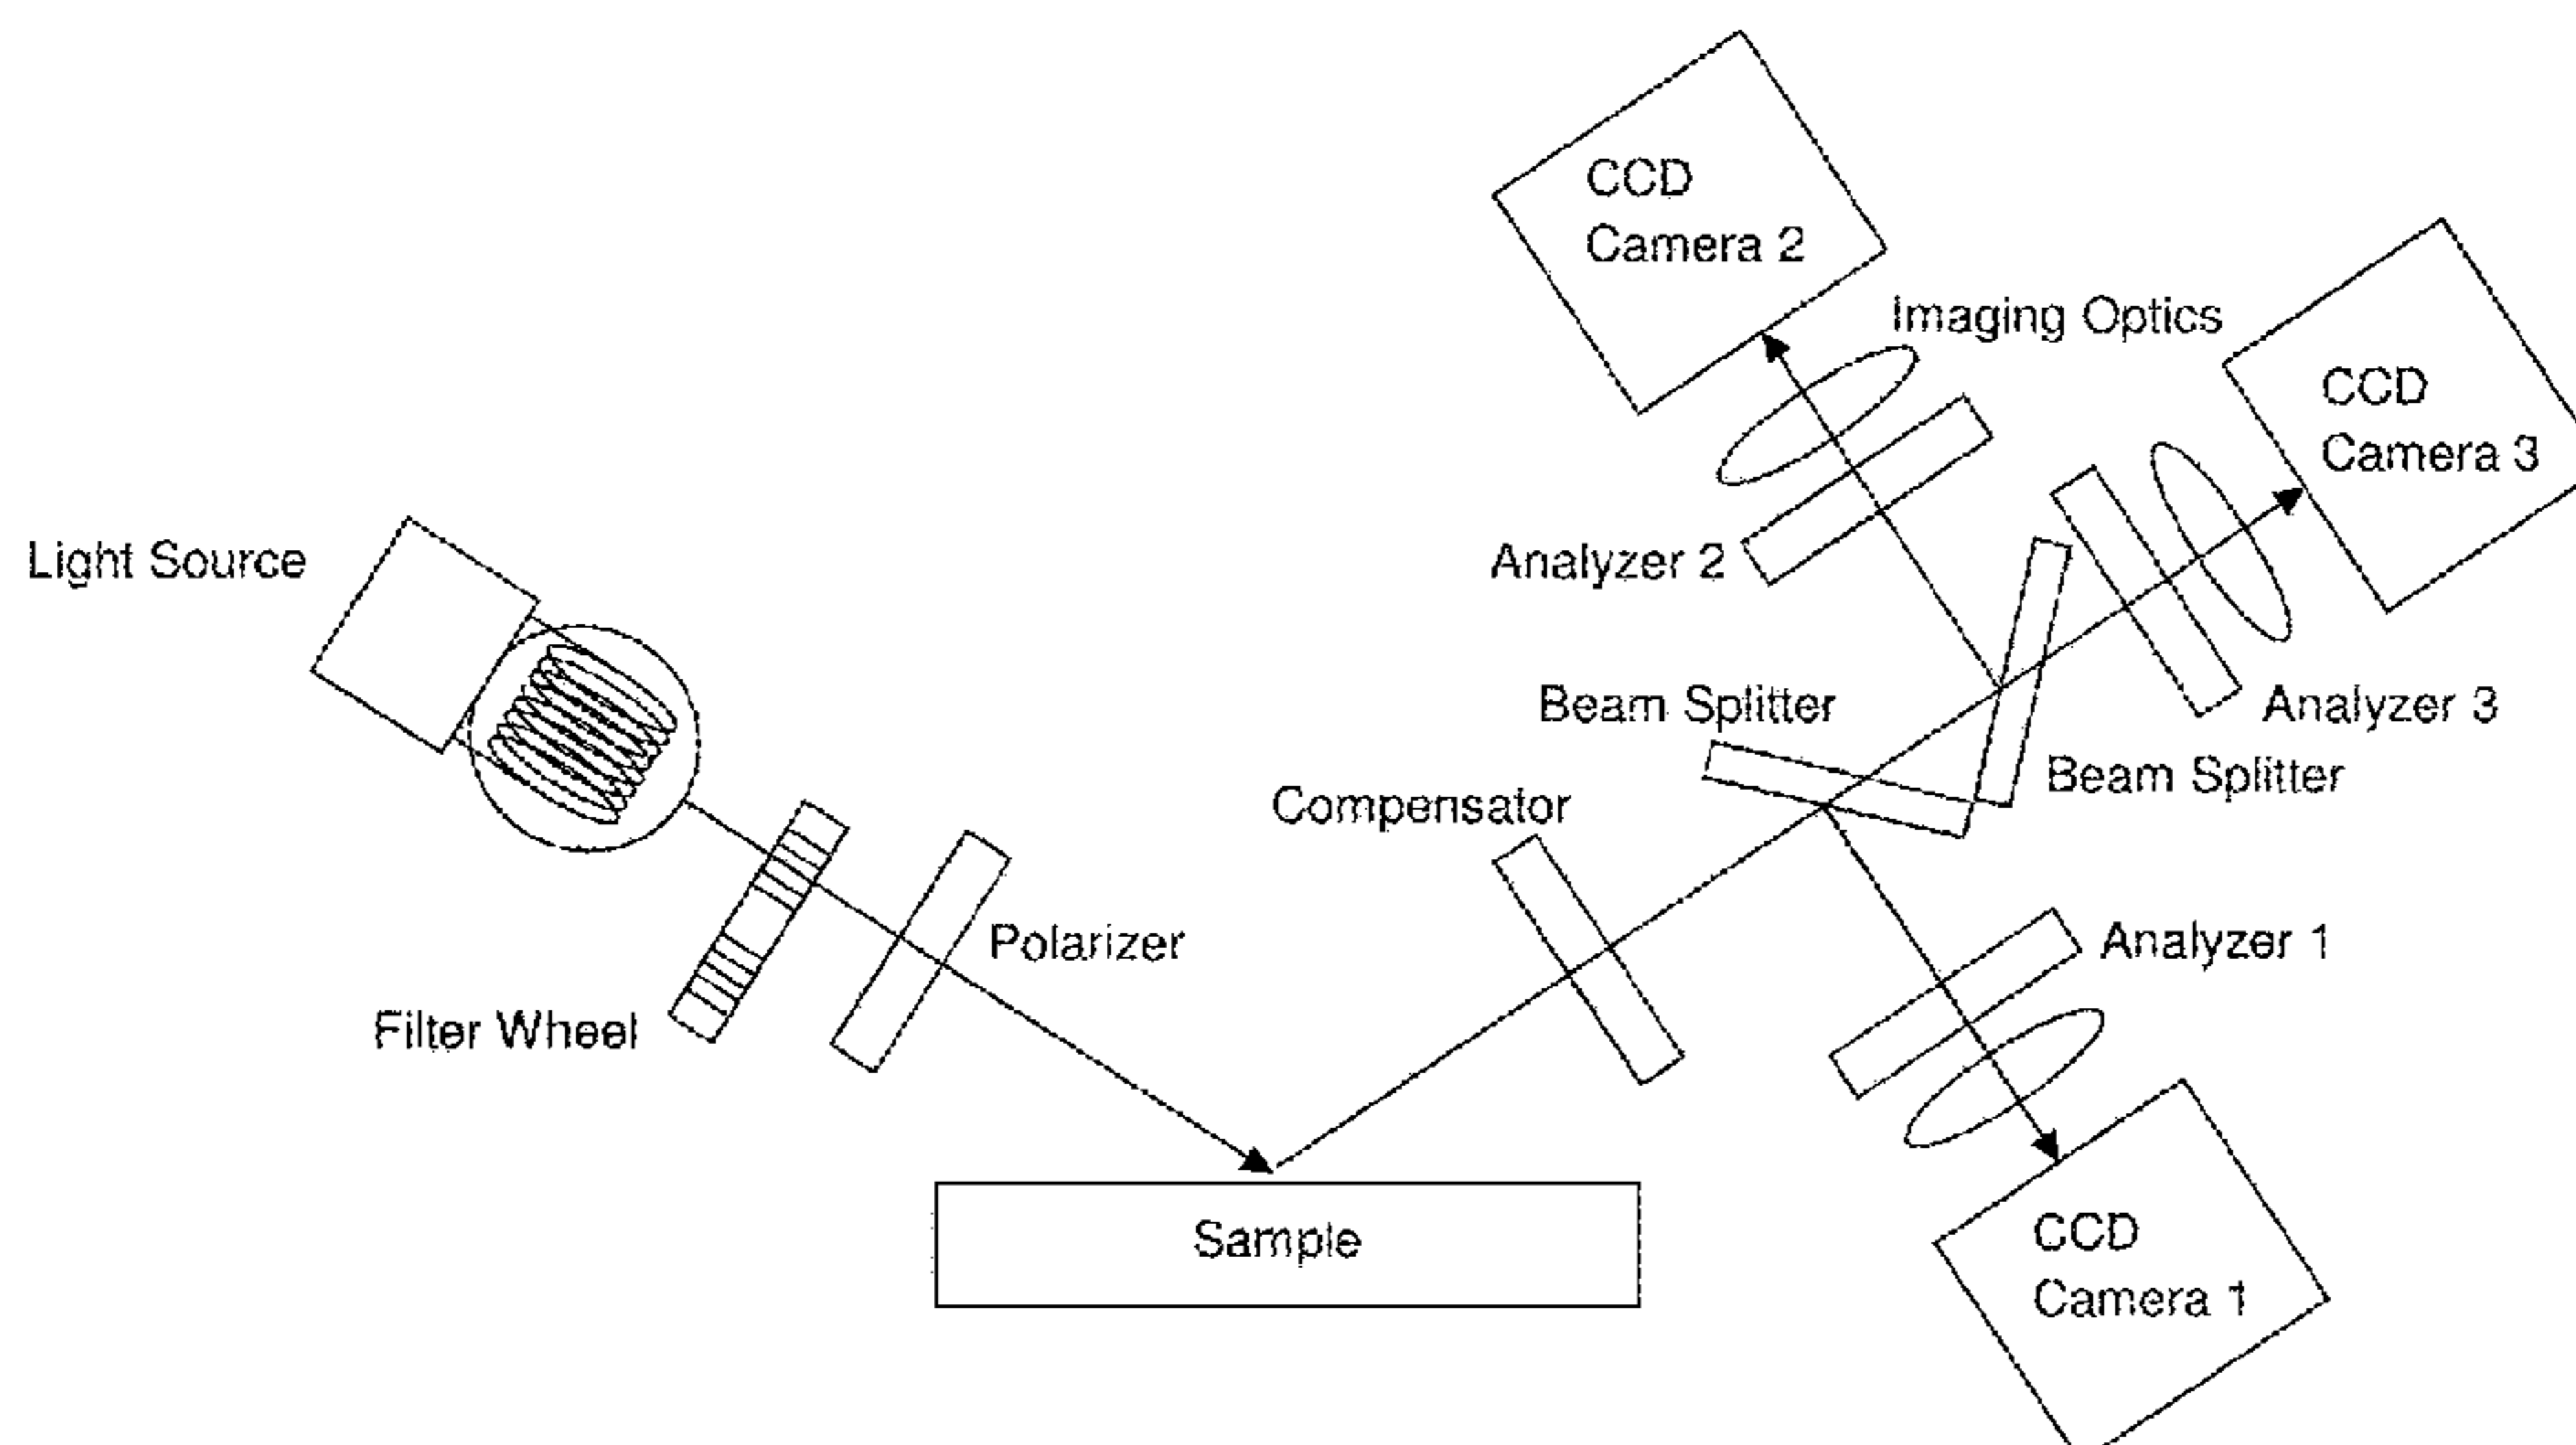 CCD
Camera 2
Imaging Optics
CCD
Camera 3
Light Source
Analyzer 2
Beam Splitter
Analyzer 3
Beam Splitter
Compensator
Polarizer
Analyzer 1
Filter Wheel
Sample
CCD
Camera 1